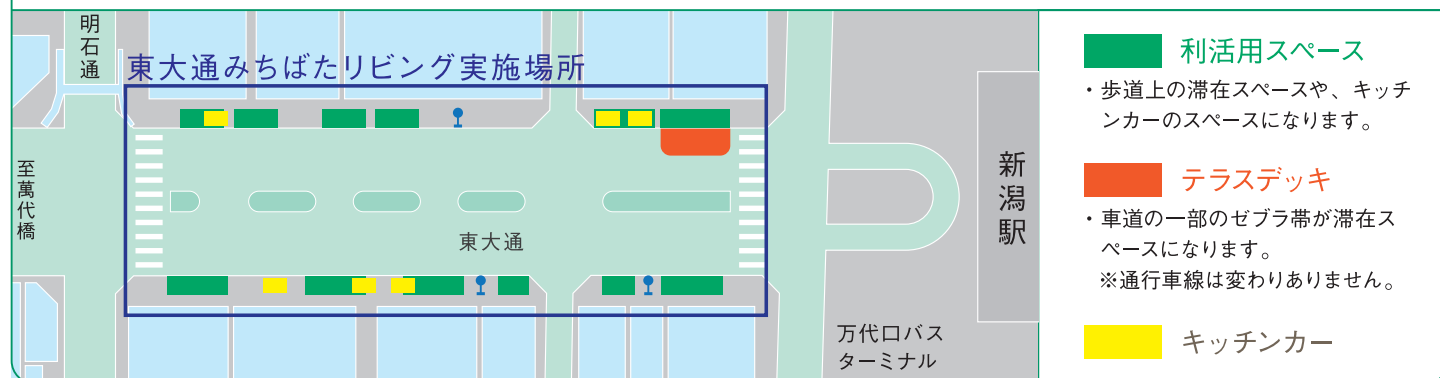 明石通
東大通みちばたリビング実施場所
至萬代橋
東大通
新潟駅
万代口バス
ターミナル
利活用スペース
・歩道上の滞在スペースや、キッチ
ンカーのスペースになります。
テラスデッキ
・車道の一部のゼブラ帯が滞在ス
ペースになります。
※通行車線は変わりありません。
キッチンカー